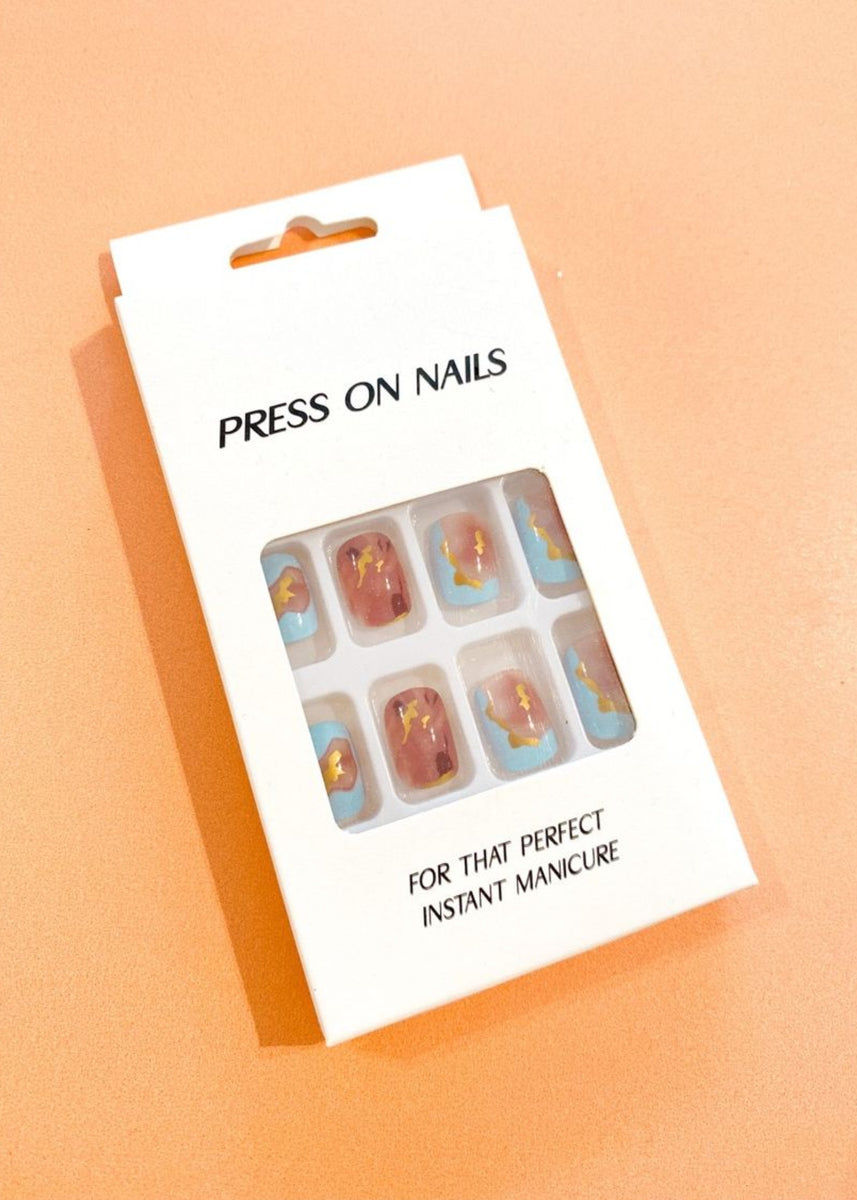 PRESS ON NAILS
FOR THAT PERFECT
INSTANT MANICURE